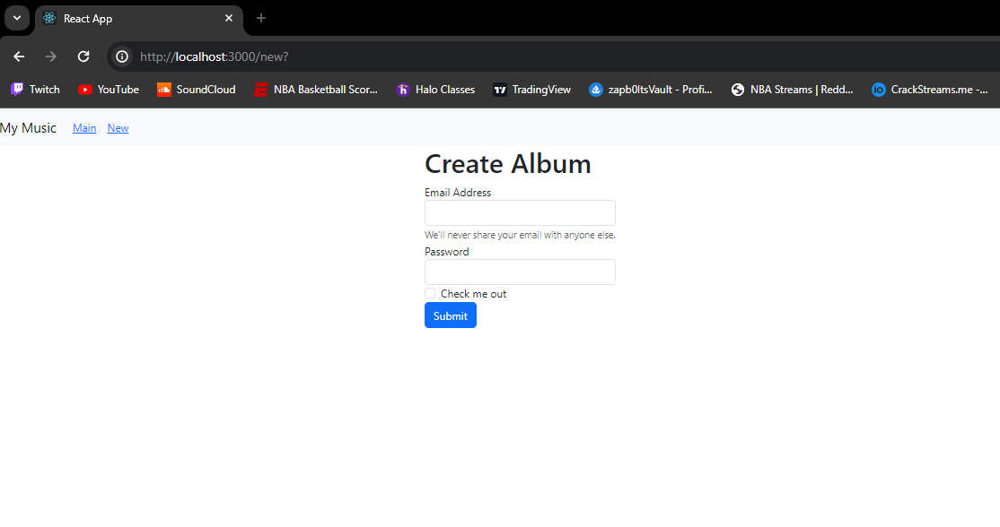 React App
http://localhost:3000/new?
Twitch YouTube SoundCloud NBA Basketball Scor... Halo Classes TradingView zapb0ltsVault - Profi... NBA Streams | Redd... CrackStreams.me -...
My Music Main New
Create Album
Email Address
We'll never share your email with anyone else.
Password
Check me out
Submit